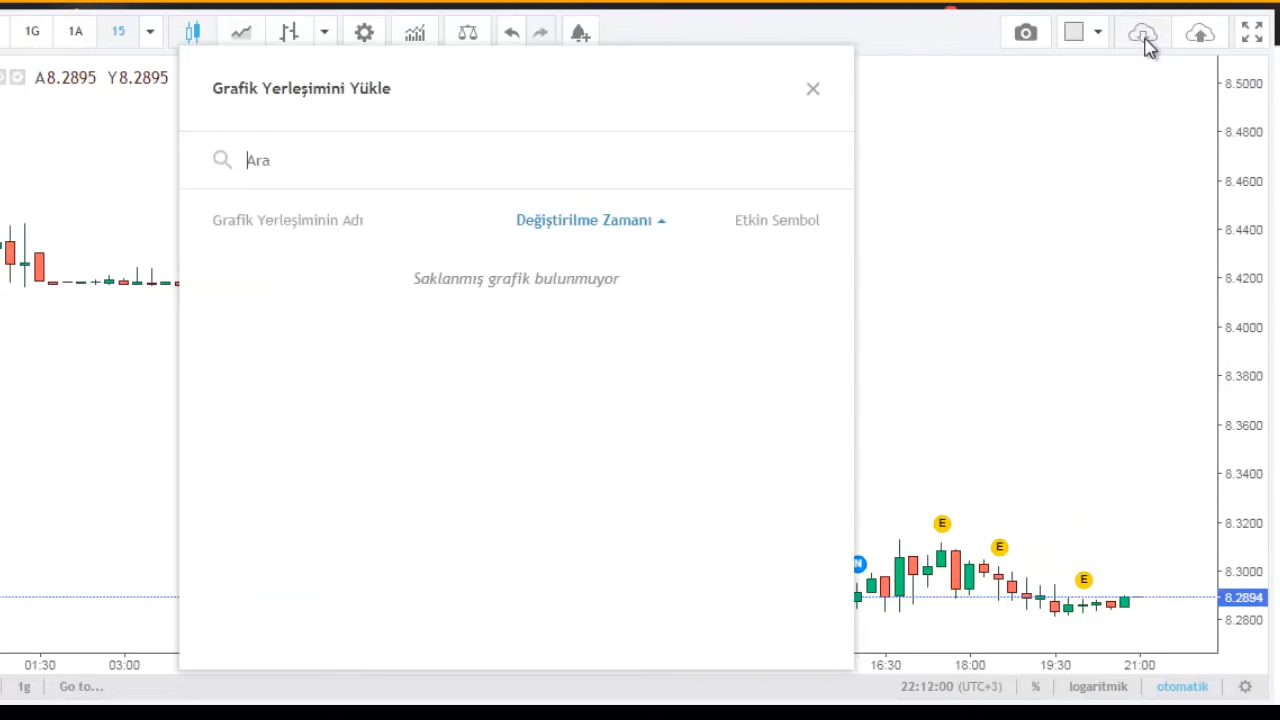 1G 1A 15
A8.2895 Y8.2895
Grafik Yerleşimini Yükle
Ara
Grafik Yerleşiminin Adı Değiştirilme Zamanı Etkin Sembol
Saklanmış grafik bulunmuyor
8.5000
8.4800
8.4600
8.4400
8.4200
8.4000
8.3800
8.3600
8.3400
8.3200
8.3000
8.2894
8.2800
E
E
E
N
01:30 03:00 16:30 18:00 19:30 21:00
1g Go to... 22:12:00 (UTC+3) % logaritmik otomatik